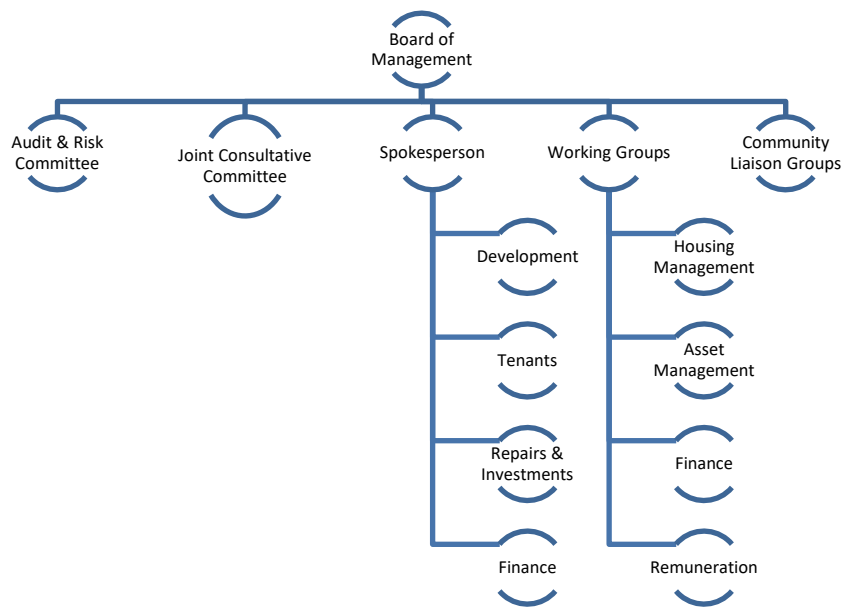 Board of
Management
Audit & Risk
Committee
Joint Consultative
Committee
Spokesperson
Working Groups
Community
Liaison Groups
Development
Tenants
Repairs &
Investments
Finance
Housing
Management
Asset
Management
Finance
Remuneration